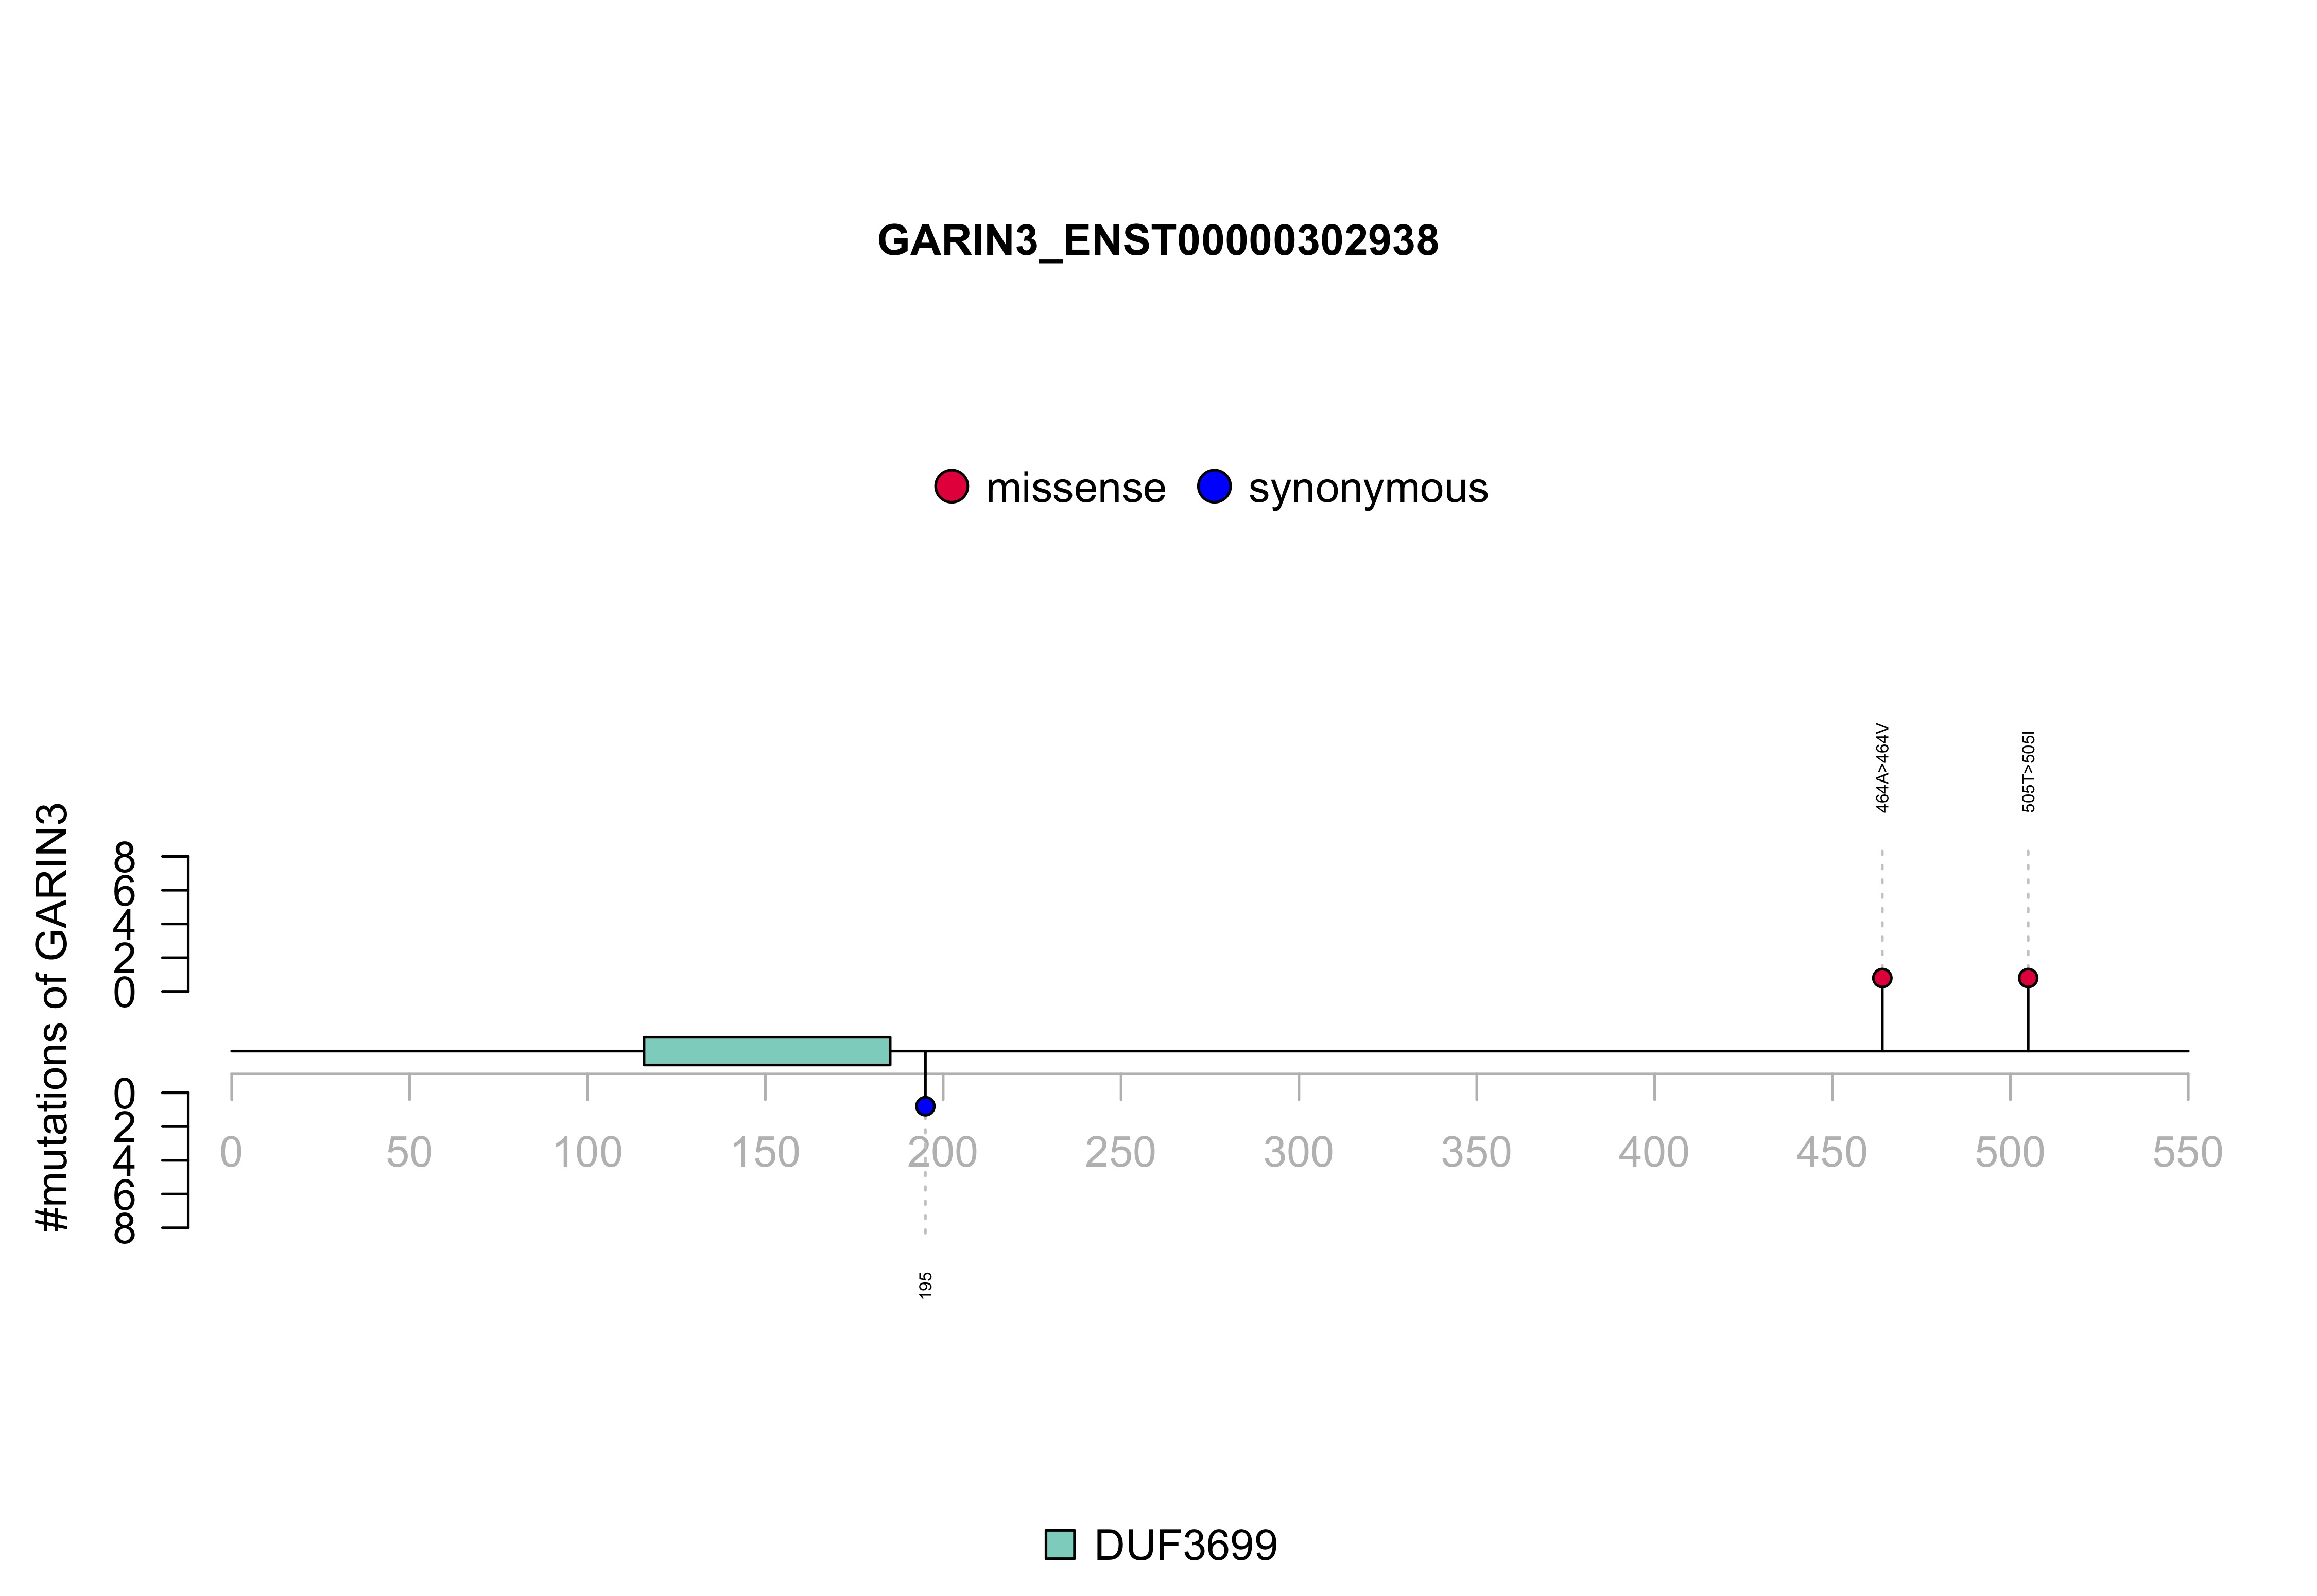 GARIN3_ENST00000302938
missense synonymous
464A>464V
505T>505I
#mutations of GARIN3
8
6
4
2
0
0
2
4
6
8
0 50 100 150 200 250 300 350 400 450 500 550
195
DUF3699